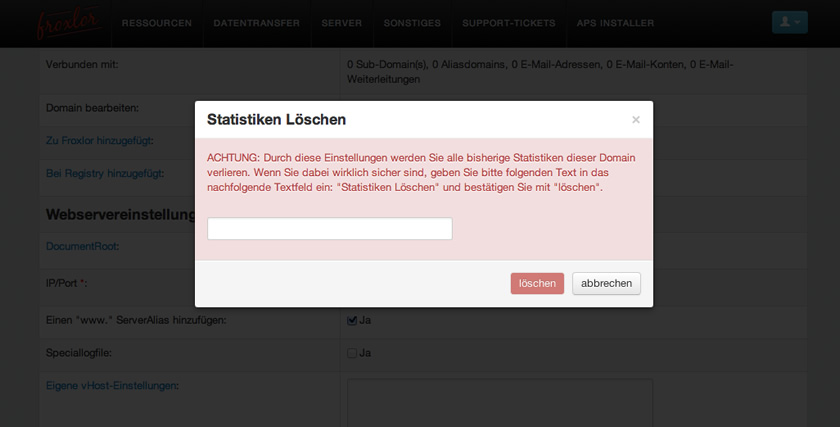 froxlor RESSOURCEN DATENTRANSFER SERVER SONSTIGES SUPPORT-TICKETS APS INSTALLER
Verbunden mit: 0 Sub-Domain(s), 0 Aliasdomains, 0 E-Mail-Adressen, 0 E-Mail-Konten, 0 E-Mail-
Weiterleitungen
Domain bearbeiten:
Statistiken Löschen ×
Zu Froxlor hinzugefügt:
ACHTUNG: Durch diese Einstellungen werden Sie alle bisherige Statistiken dieser Domain
verlieren. Wenn Sie dabei wirklich sicher sind, geben Sie bitte folgenden Text in das
nachfolgende Textfeld ein: "Statistiken Löschen" und bestätigen Sie mit "löschen".
Bei Registry hinzugefügt:
Webservereinstellung
DocumentRoot:
IP/Port *:
löschen abbrechen
Einen "www." ServerAlias hinzufügen: Ja
Speciallogfile: Ja
Eigene vHost-Einstellungen: